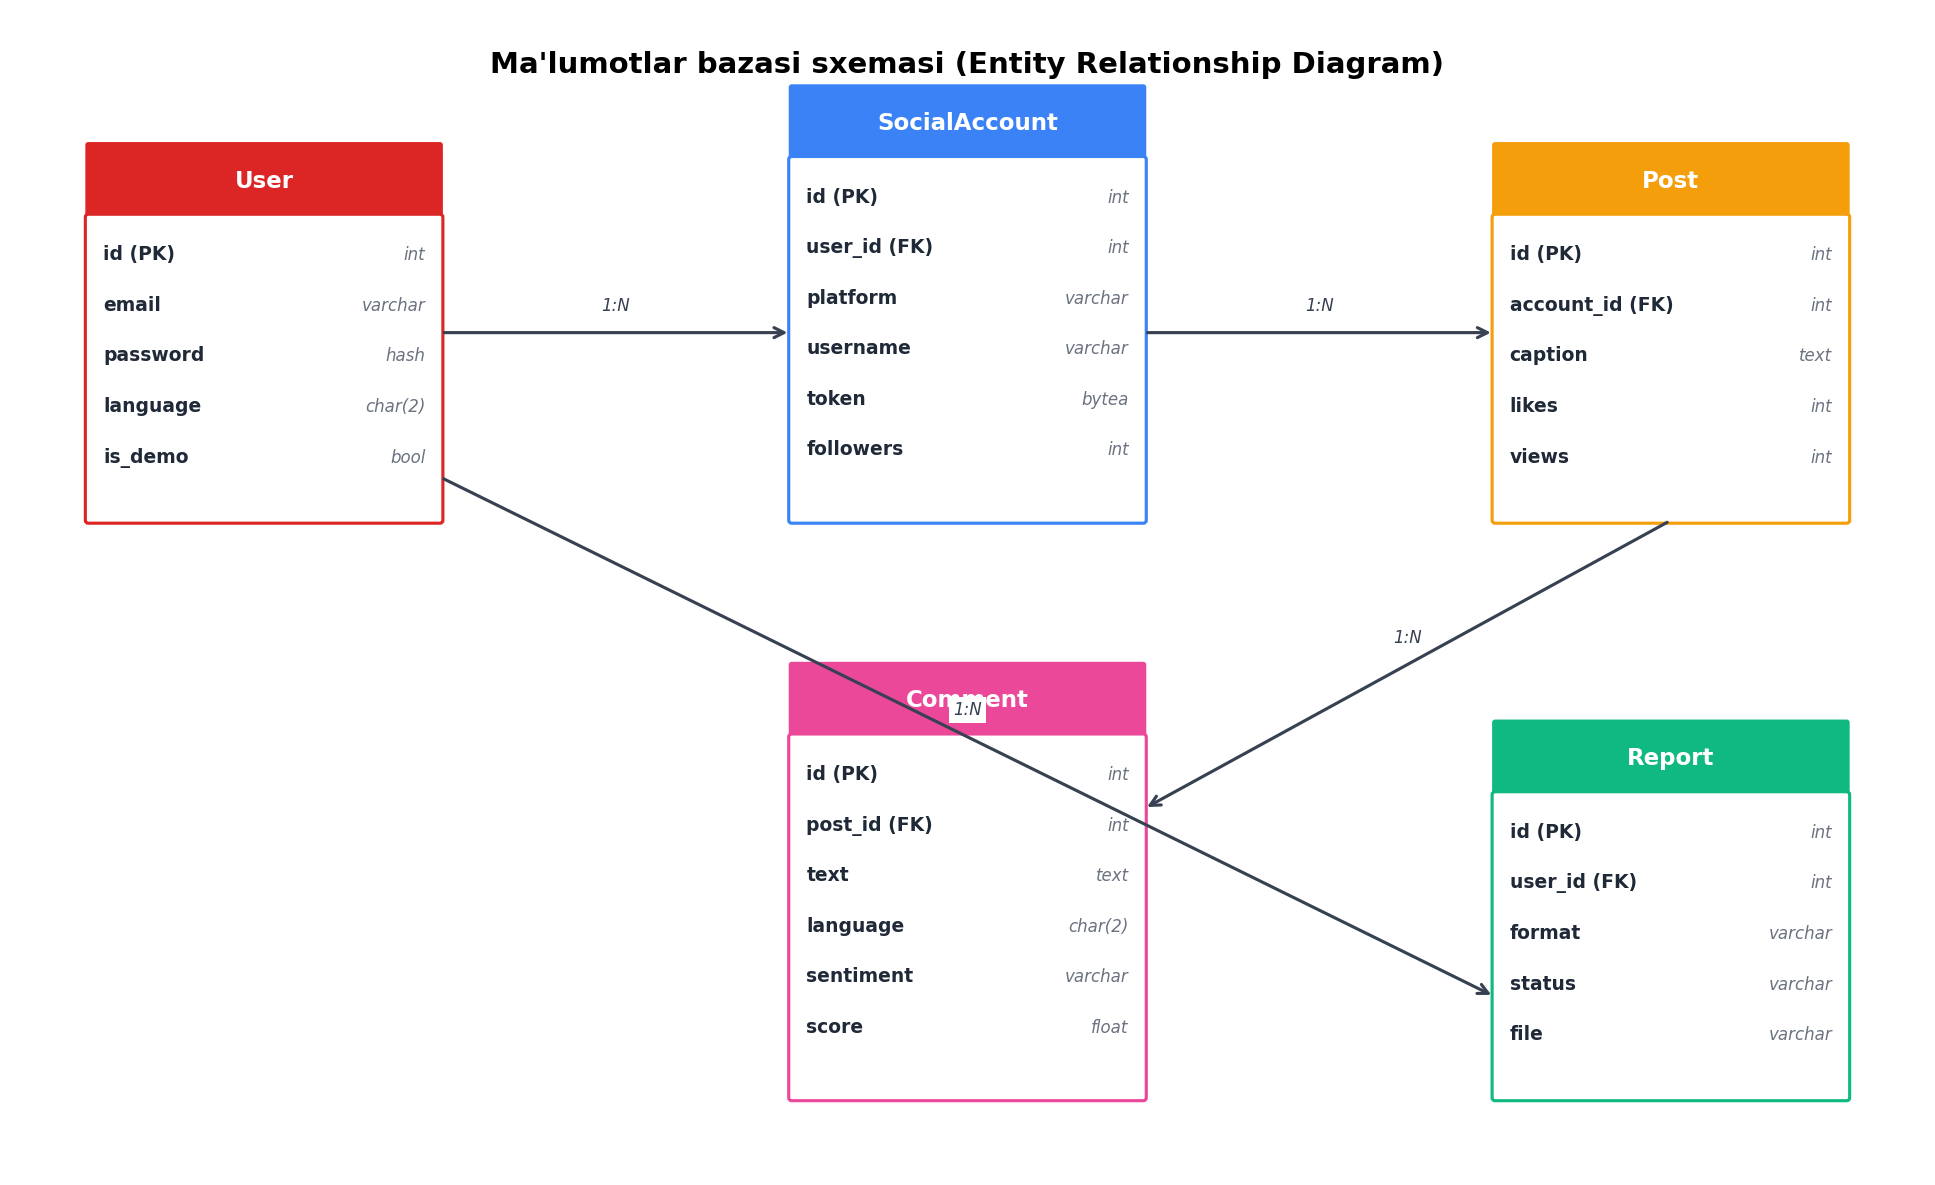 Ma'lumotlar bazasi sxemasi (Entity Relationship Diagram)
User
id (PK) int
email varchar
password hash
language char(2)
is_demo bool
1:N
SocialAccount
id (PK) int
user_id (FK) int
platform varchar
username varchar
token bytea
followers int
1:N
Post
id (PK) int
account_id (FK) int
caption text
likes int
views int
1:N
Comment
1:N
id (PK) int
post_id (FK) int
text text
language char(2)
sentiment varchar
score float
Report
id (PK) int
user_id (FK) int
format varchar
status varchar
file varchar